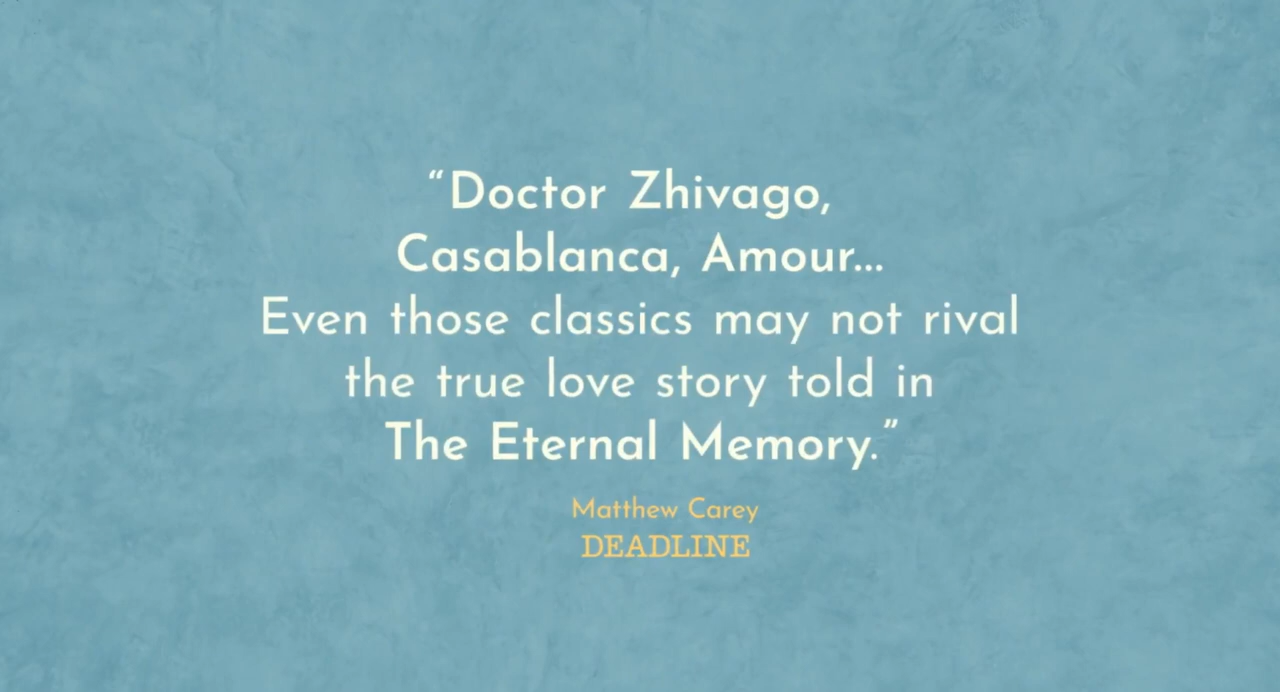 “Doctor Zhivago,
Casablanca, Amour...
Even those classics may not rival
the true love story told in
The Eternal Memory.”
Matthew Carey
DEADLINE